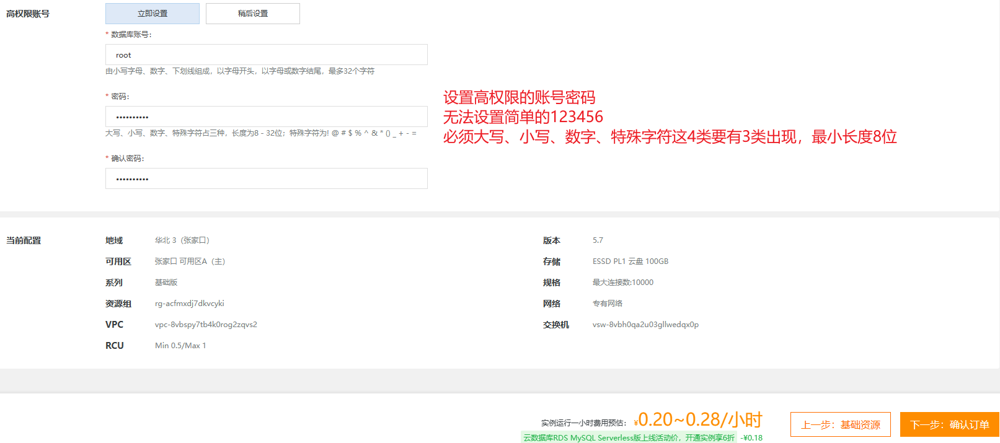 高权限账号
立即设置
稍后设置
* 数据库账号：
root
由小写字母、数字、下划线组成，以字母开头，以字母或数字结尾，最多32个字符
* 密码：
••••••••••
大写、小写、数字、特殊字符占三种，长度为8 - 32位；特殊字符为! @ # $ % ^ & * () _ + - =
设置高权限的账号密码
无法设置简单的123456
必须大写、小写、数字、特殊字符这4类要有3类出现，最小长度8位
* 确认密码：
••••••••••
当前配置
地域 华北 3（张家口）
版本 5.7
可用区 张家口 可用区A（主）
存储 ESSD PL1 云盘 100GB
系列 基础版
规格 最大连接数:10000
资源组 rg-acfmxdj7dkvcyki
网络 专有网络
VPC vpc-8vbspy7tb4k0rog2zqvs2
交换机 vsw-8vbh0qa2u03gllwedqx0p
RCU Min 0.5/Max 1
实例运行一小时费用预估： ¥0.20~0.28/小时
云数据库RDS MySQL Serverless版上线活动价，开通实例享6折 -¥0.18
上一步：基础资源
下一步：确认订单